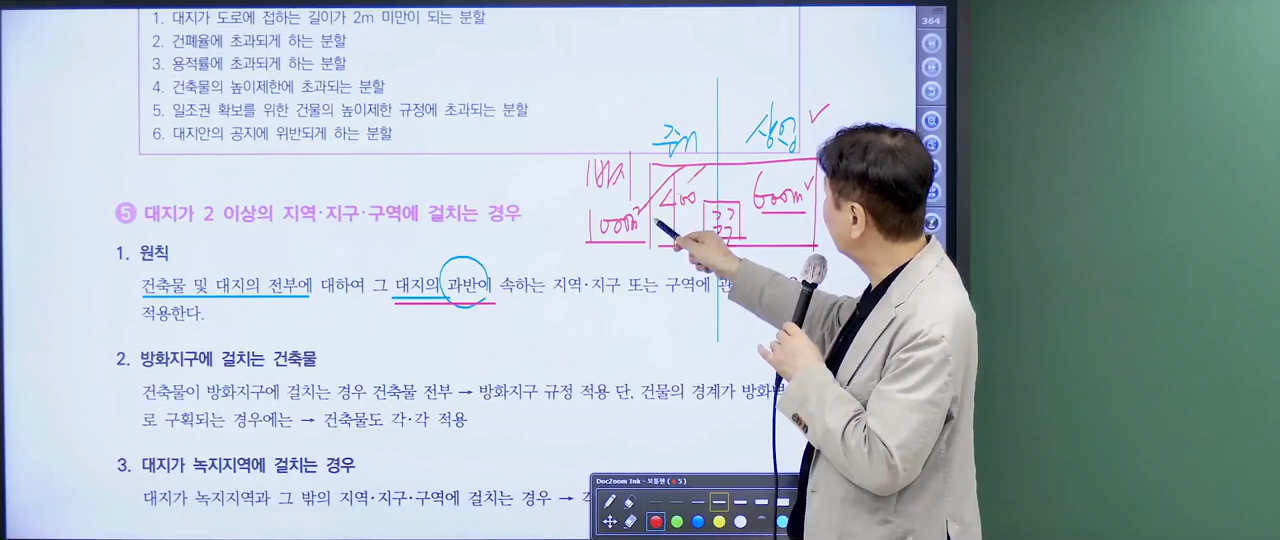 364
1. 대지가 도로에 접하는 길이가 2m 미만이 되는 분할
2. 건폐율에 초과되게 하는 분할
3. 용적률에 초과되게 하는 분할
4. 건축물의 높이제한에 초과되는 분할
5. 일조권 확보를 위한 건물의 높이제한 규정에 초과되는 분할
6. 대지안의 공지에 위반되게 하는 분할
상업
400
600m
1000m²
5 대지가 2 이상의 지역·지구·구역에 걸치는 경우
1. 원칙
건축물 및 대지의 전부에 대하여 그 대지의 과반이 속하는 지역·지구 또는 구역에 관
적용한다.
2. 방화지구에 걸치는 건축물
건축물이 방화지구에 걸치는 경우 건축물 전부 → 방화지구 규정 적용 단, 건물의 경계가 방화벽
로 구획되는 경우에는 → 건축물도 각·각 적용
3. 대지가 녹지지역에 걸치는 경우
대지가 녹지지역과 그 밖의 지역·지구·구역에 걸치는 경우 → 각
DocZoom Ink - 보통펜 ( 5 )